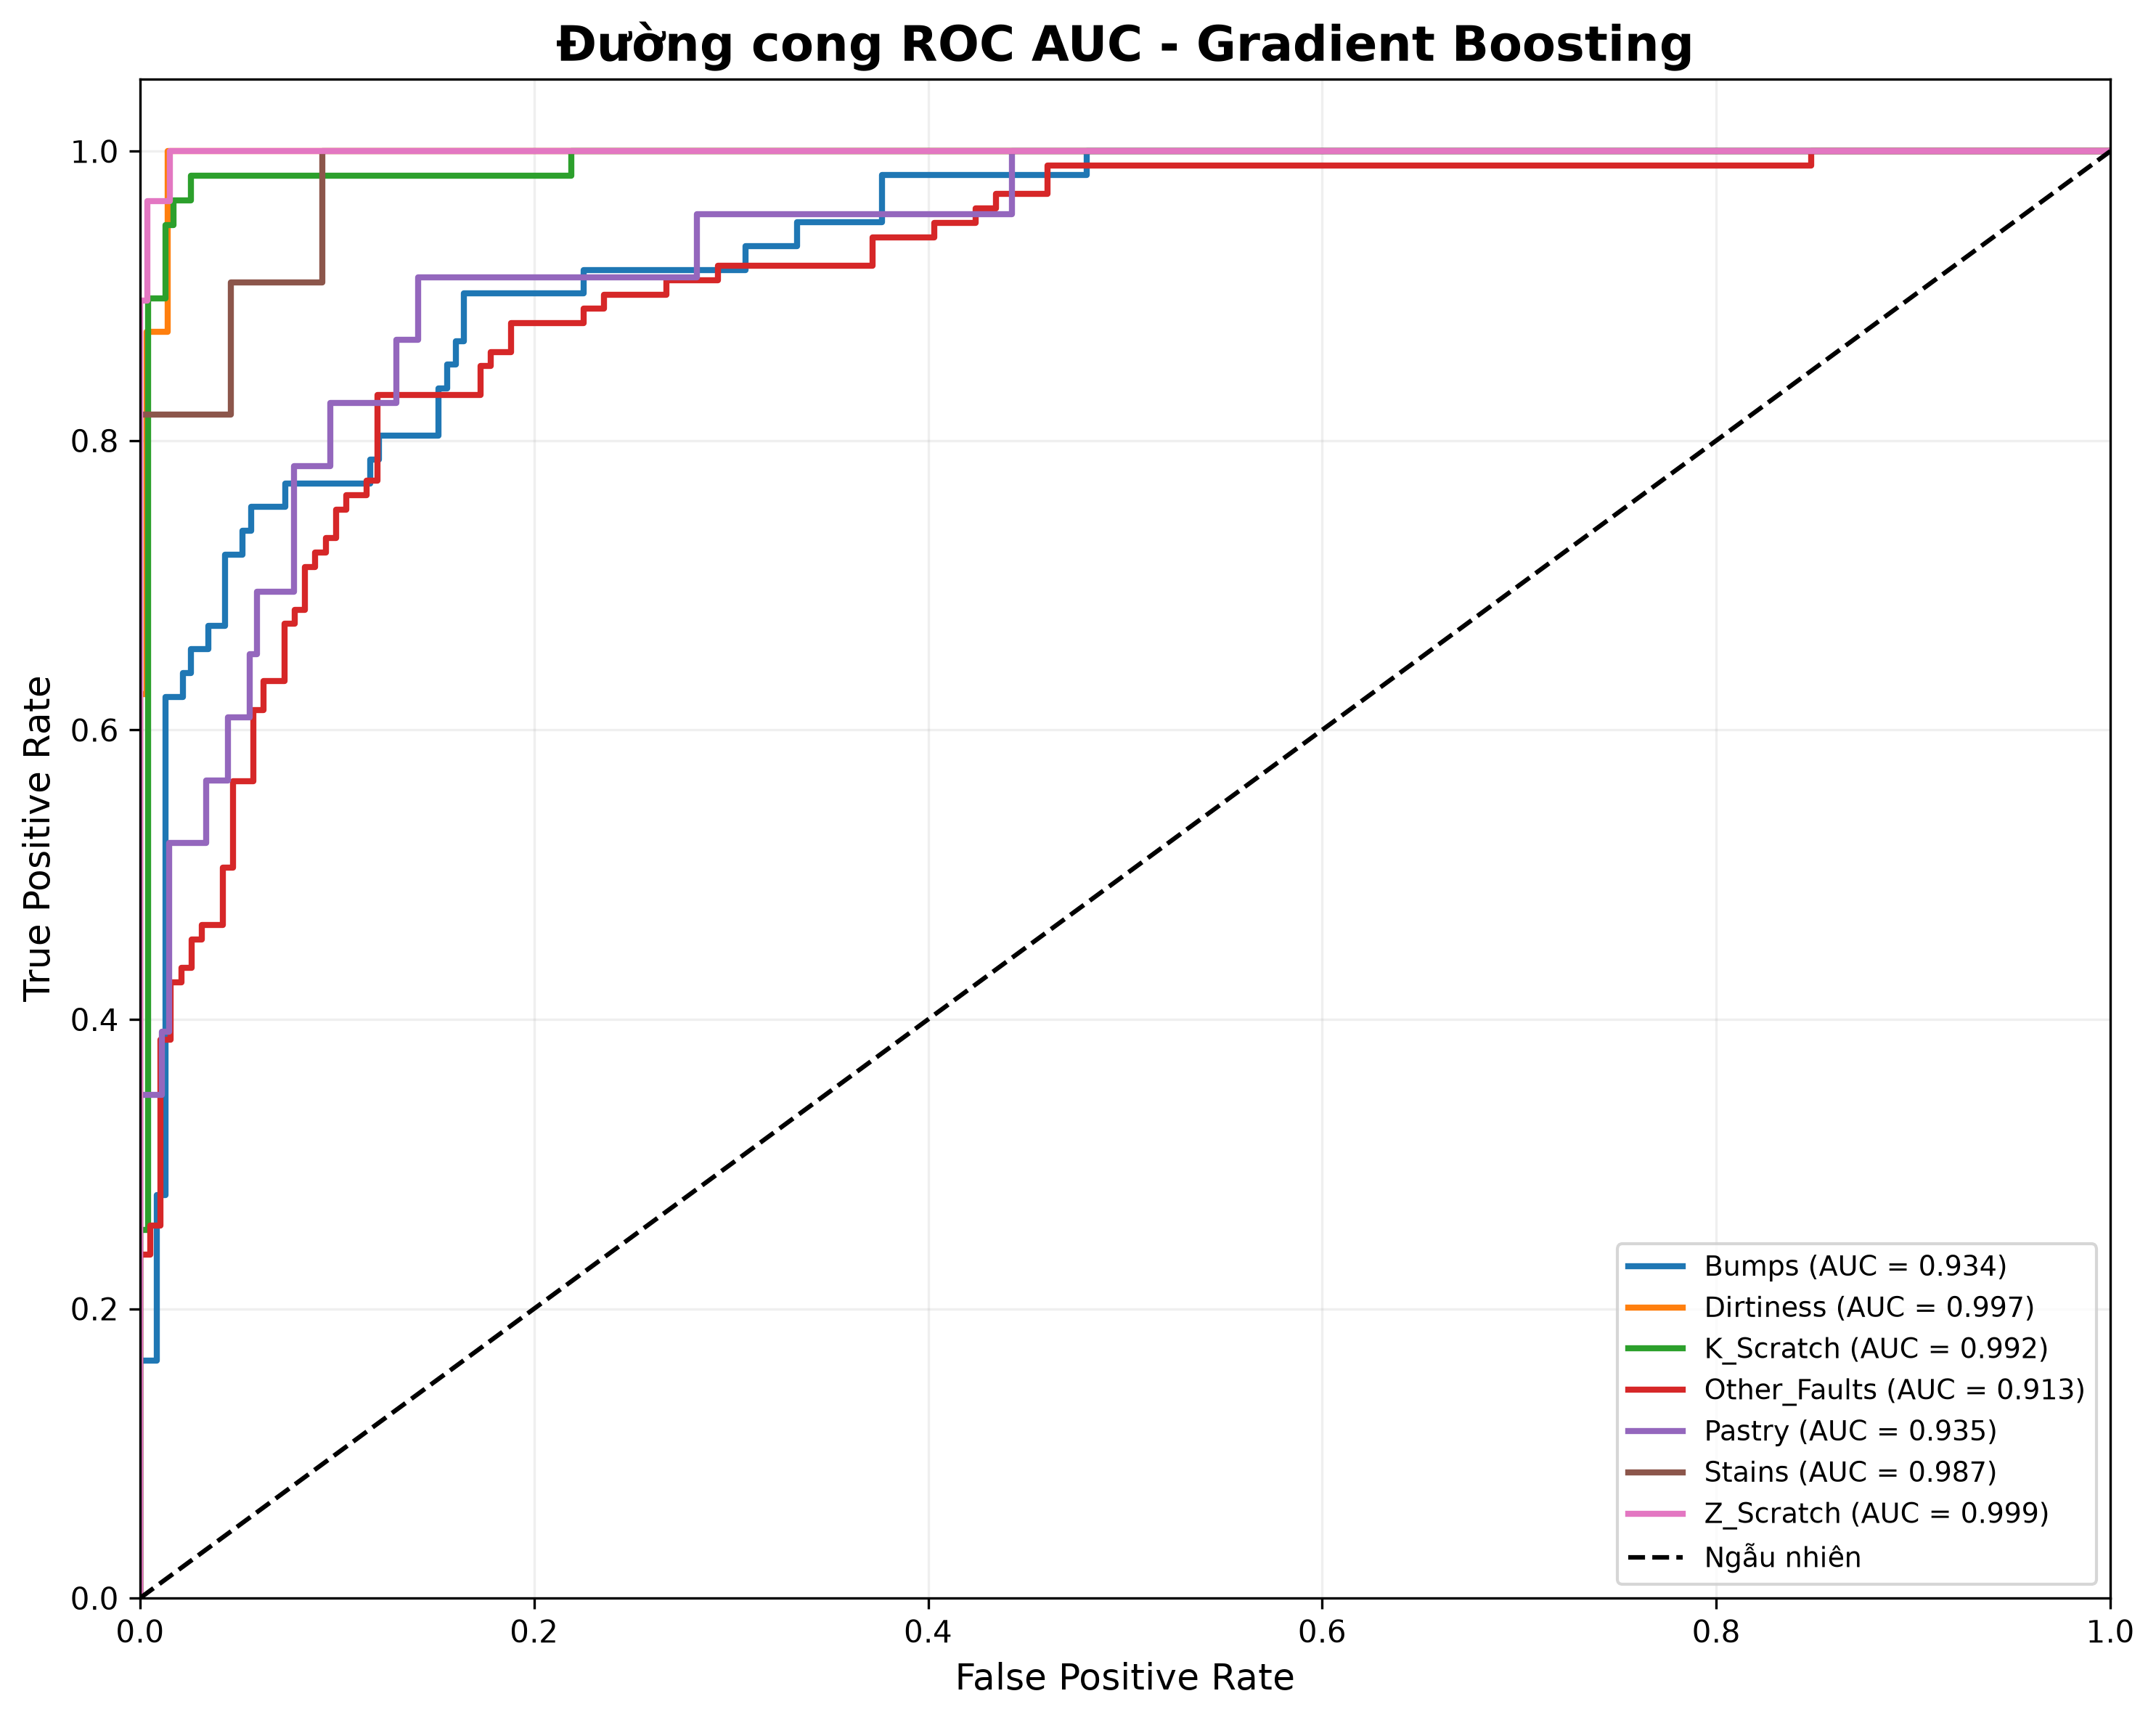 Đường cong ROC AUC - Gradient Boosting
True Positive Rate
1.0
0.8
0.6
0.4
0.2
0.0
0.0 0.2 0.4 0.6 0.8 1.0
False Positive Rate
Bumps (AUC = 0.934)
Dirtiness (AUC = 0.997)
K_Scratch (AUC = 0.992)
Other_Faults (AUC = 0.913)
Pastry (AUC = 0.935)
Stains (AUC = 0.987)
Z_Scratch (AUC = 0.999)
Ngẫu nhiên